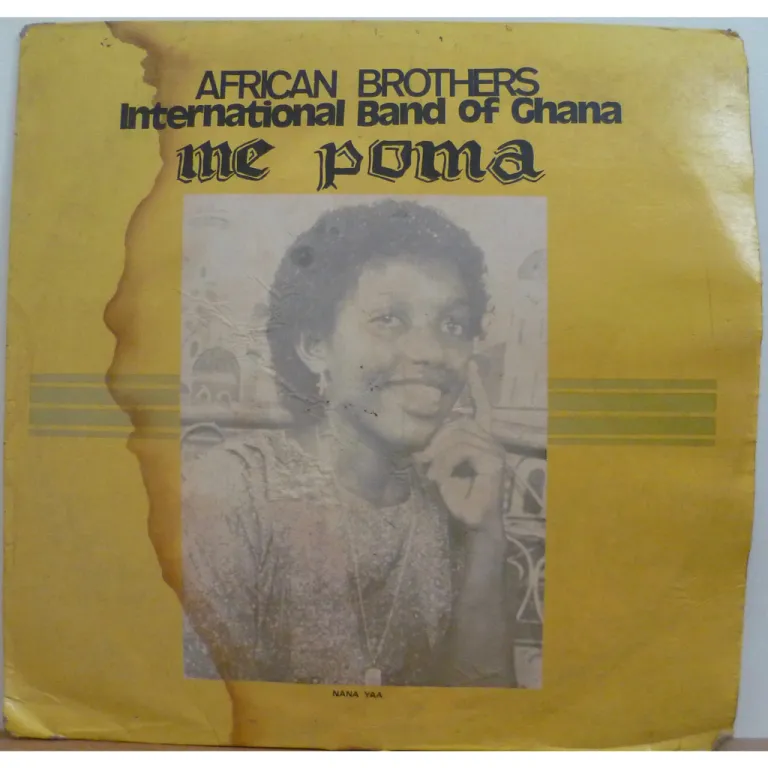 AFRICAN BROTHERS
International Band of Ghana
me poma
NANA YAA